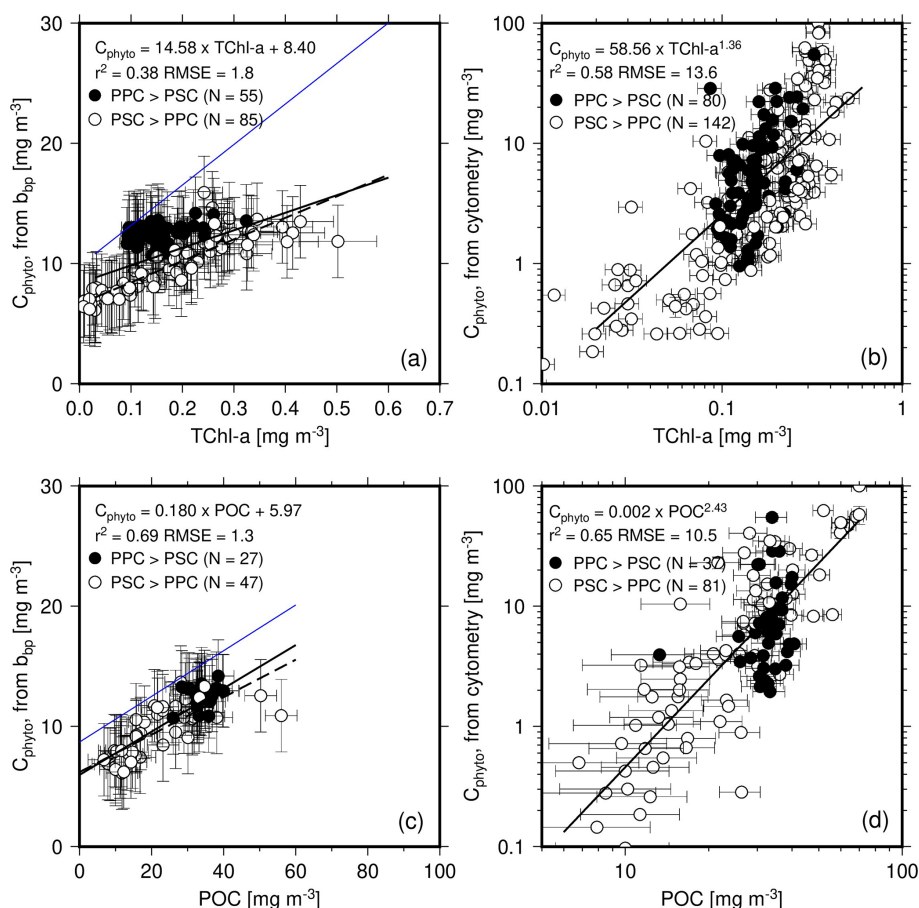 30
20
10
0
C_phyto, from b_bp [mg m^-3]
C_phyto = 14.58 x TChl-a + 8.40
r^2 = 0.38 RMSE = 1.8
PPC > PSC (N = 55)
PSC > PPC (N = 85)
(a)
0.0 0.1 0.2 0.3 0.4 0.5 0.6 0.7
TChl-a [mg m^-3]
100
10
1
0.1
C_phyto, from cytometry [mg m^-3]
C_phyto = 58.56 x TChl-a^1.36
r^2 = 0.58 RMSE = 13.6
PPC > PSC (N = 80)
PSC > PPC (N = 142)
(b)
0.01 0.1 1
TChl-a [mg m^-3]
30
20
10
0
C_phyto, from b_bp [mg m^-3]
C_phyto = 0.180 x POC + 5.97
r^2 = 0.69 RMSE = 1.3
PPC > PSC (N = 27)
PSC > PPC (N = 47)
(c)
0 20 40 60 80 100
POC [mg m^-3]
100
10
1
0.1
C_phyto, from cytometry [mg m^-3]
C_phyto = 0.002 x POC^2.43
r^2 = 0.65 RMSE = 10.5
PPC > PSC (N = 37)
PSC > PPC (N = 81)
(d)
10 100
POC [mg m^-3]